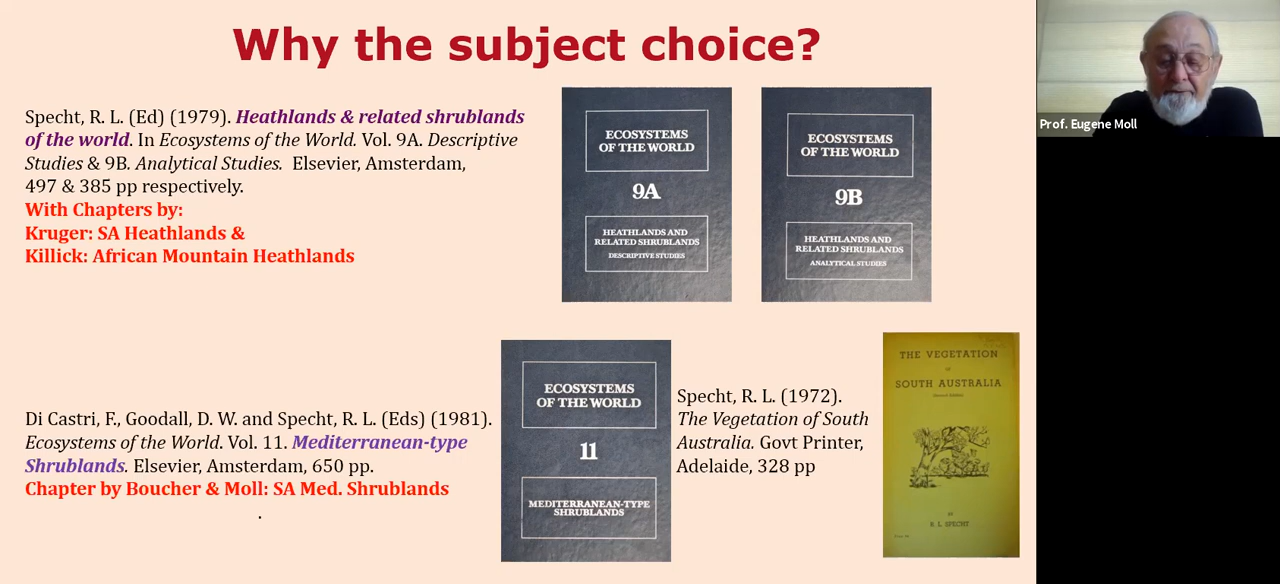 Why the subject choice?
Specht, R. L. (Ed) (1979). Heathlands & related shrublands
of the world. In Ecosystems of the World. Vol. 9A. Descriptive
Studies & 9B. Analytical Studies. Elsevier, Amsterdam,
497 & 385 pp respectively.
With Chapters by:
Kruger: SA Heathlands &
Killick: African Mountain Heathlands
ECOSYSTEMS
OF THE WORLD
9A
HEATHLANDS AND
RELATED SHRUBLANDS
DESCRIPTIVE STUDIES
ECOSYSTEMS
OF THE WORLD
9B
HEATHLANDS AND
RELATED SHRUBLANDS
ANALYTICAL STUDIES
Prof. Eugene Moll
Di Castri, F., Goodall, D. W. and Specht, R. L. (Eds) (1981).
Ecosystems of the World. Vol. 11. Mediterranean-type
Shrublands. Elsevier, Amsterdam, 650 pp.
Chapter by Boucher & Moll: SA Med. Shrublands
.
ECOSYSTEMS
OF THE WORLD
11
MEDITERRANEAN-TYPE
SHRUBLANDS
Specht, R. L. (1972).
The Vegetation of South
Australia. Govt Printer,
Adelaide, 328 pp
THE VEGETATION
OF
SOUTH AUSTRALIA
BY
R. L. SPECHT